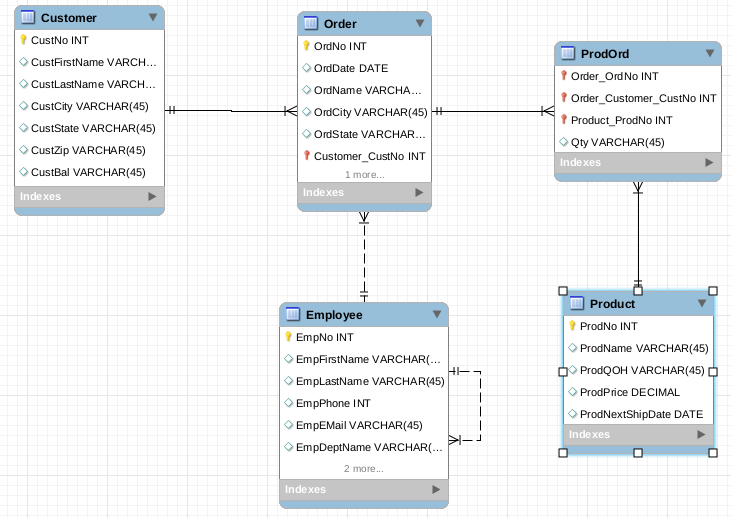 Customer
CustNo INT
CustFirstName VARCH...
CustLastName VARCH...
CustCity VARCHAR(45)
CustState VARCHAR(45)
CustZip VARCHAR(45)
CustBal VARCHAR(45)
Indexes
Order
OrdNo INT
OrdDate DATE
OrdName VARCHA...
OrdCity VARCHAR(45)
OrdState VARCHAR...
Customer_CustNo INT
1 more...
Indexes
ProdOrd
Order_OrdNo INT
Order_Customer_CustNo INT
Product_ProdNo INT
Qty VARCHAR(45)
Indexes
Employee
EmpNo INT
EmpFirstName VARCHAR(...
EmpLastName VARCHAR(45)
EmpPhone INT
EmpEMail VARCHAR(45)
EmpDeptName VARCHAR(...
2 more...
Indexes
Product
ProdNo INT
ProdName VARCHAR(45)
ProdQOH VARCHAR(45)
ProdPrice DECIMAL
ProdNextShipDate DATE
Indexes